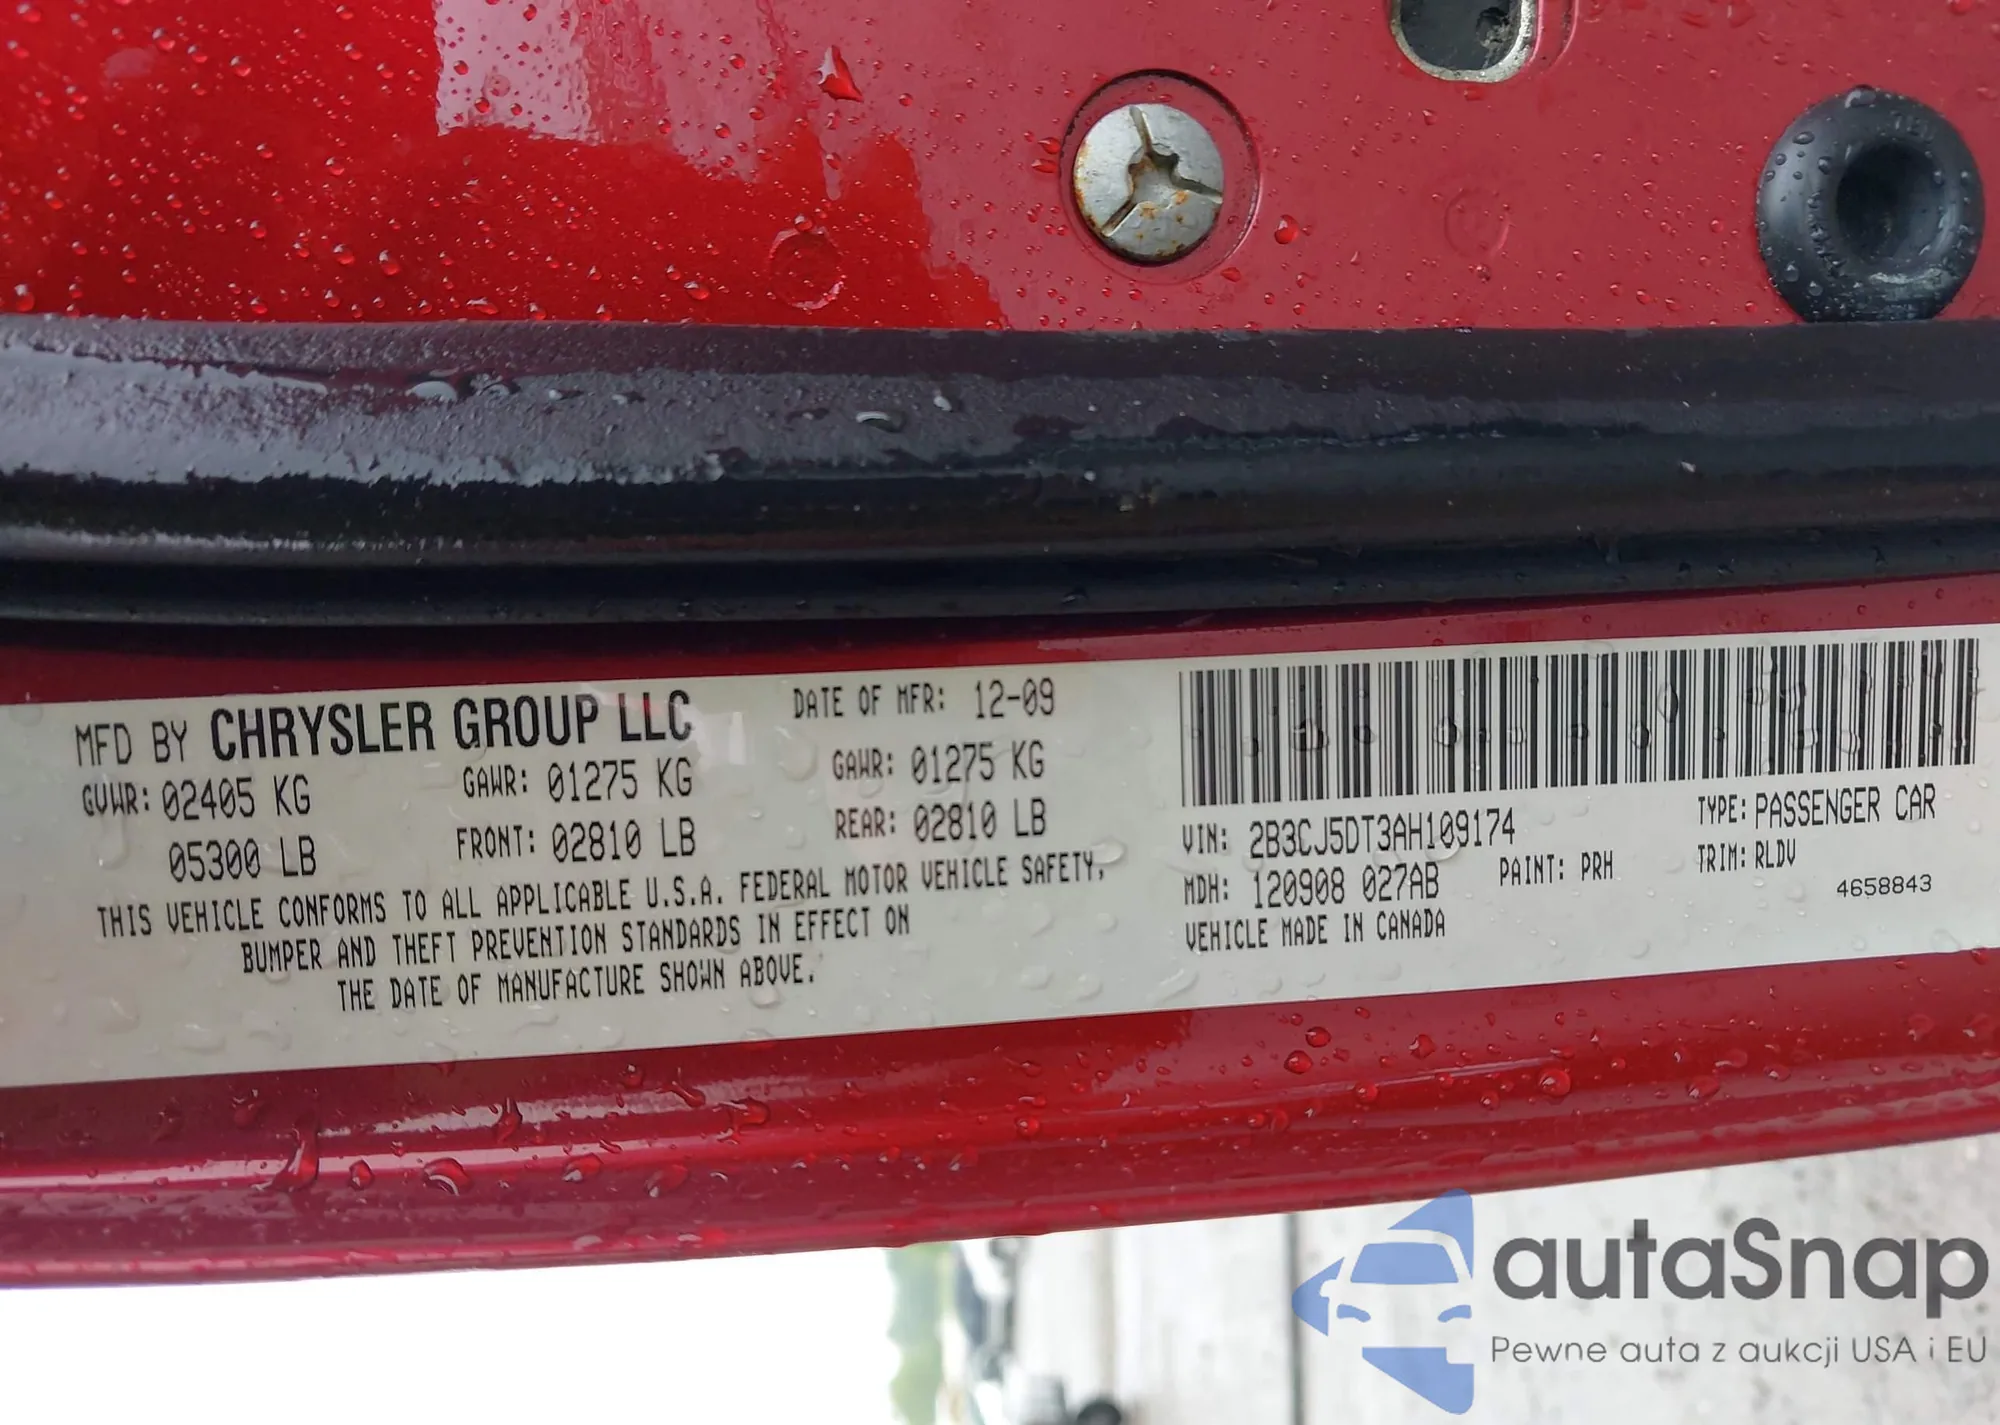 MFD BY CHRYSLER GROUP LLC
DATE OF MFR: 12-09
GVWR: 02405 KG
GAWR: 01275 KG
GAWR: 01275 KG
05300 LB
FRONT: 02810 LB
REAR: 02810 LB
THIS VEHICLE CONFORMS TO ALL APPLICABLE U.S.A. FEDERAL MOTOR VEHICLE SAFETY,
BUMPER AND THEFT PREVENTION STANDARDS IN EFFECT ON
THE DATE OF MANUFACTURE SHOWN ABOVE.
VIN: 2B3CJ5DT3AH109174
TYPE: PASSENGER CAR
MDH: 120908 027AB
PAINT: PRH
TRIM: RLDV
4658843
VEHICLE MADE IN CANADA
autaSnap
Pewne auta z aukcji USA i EU